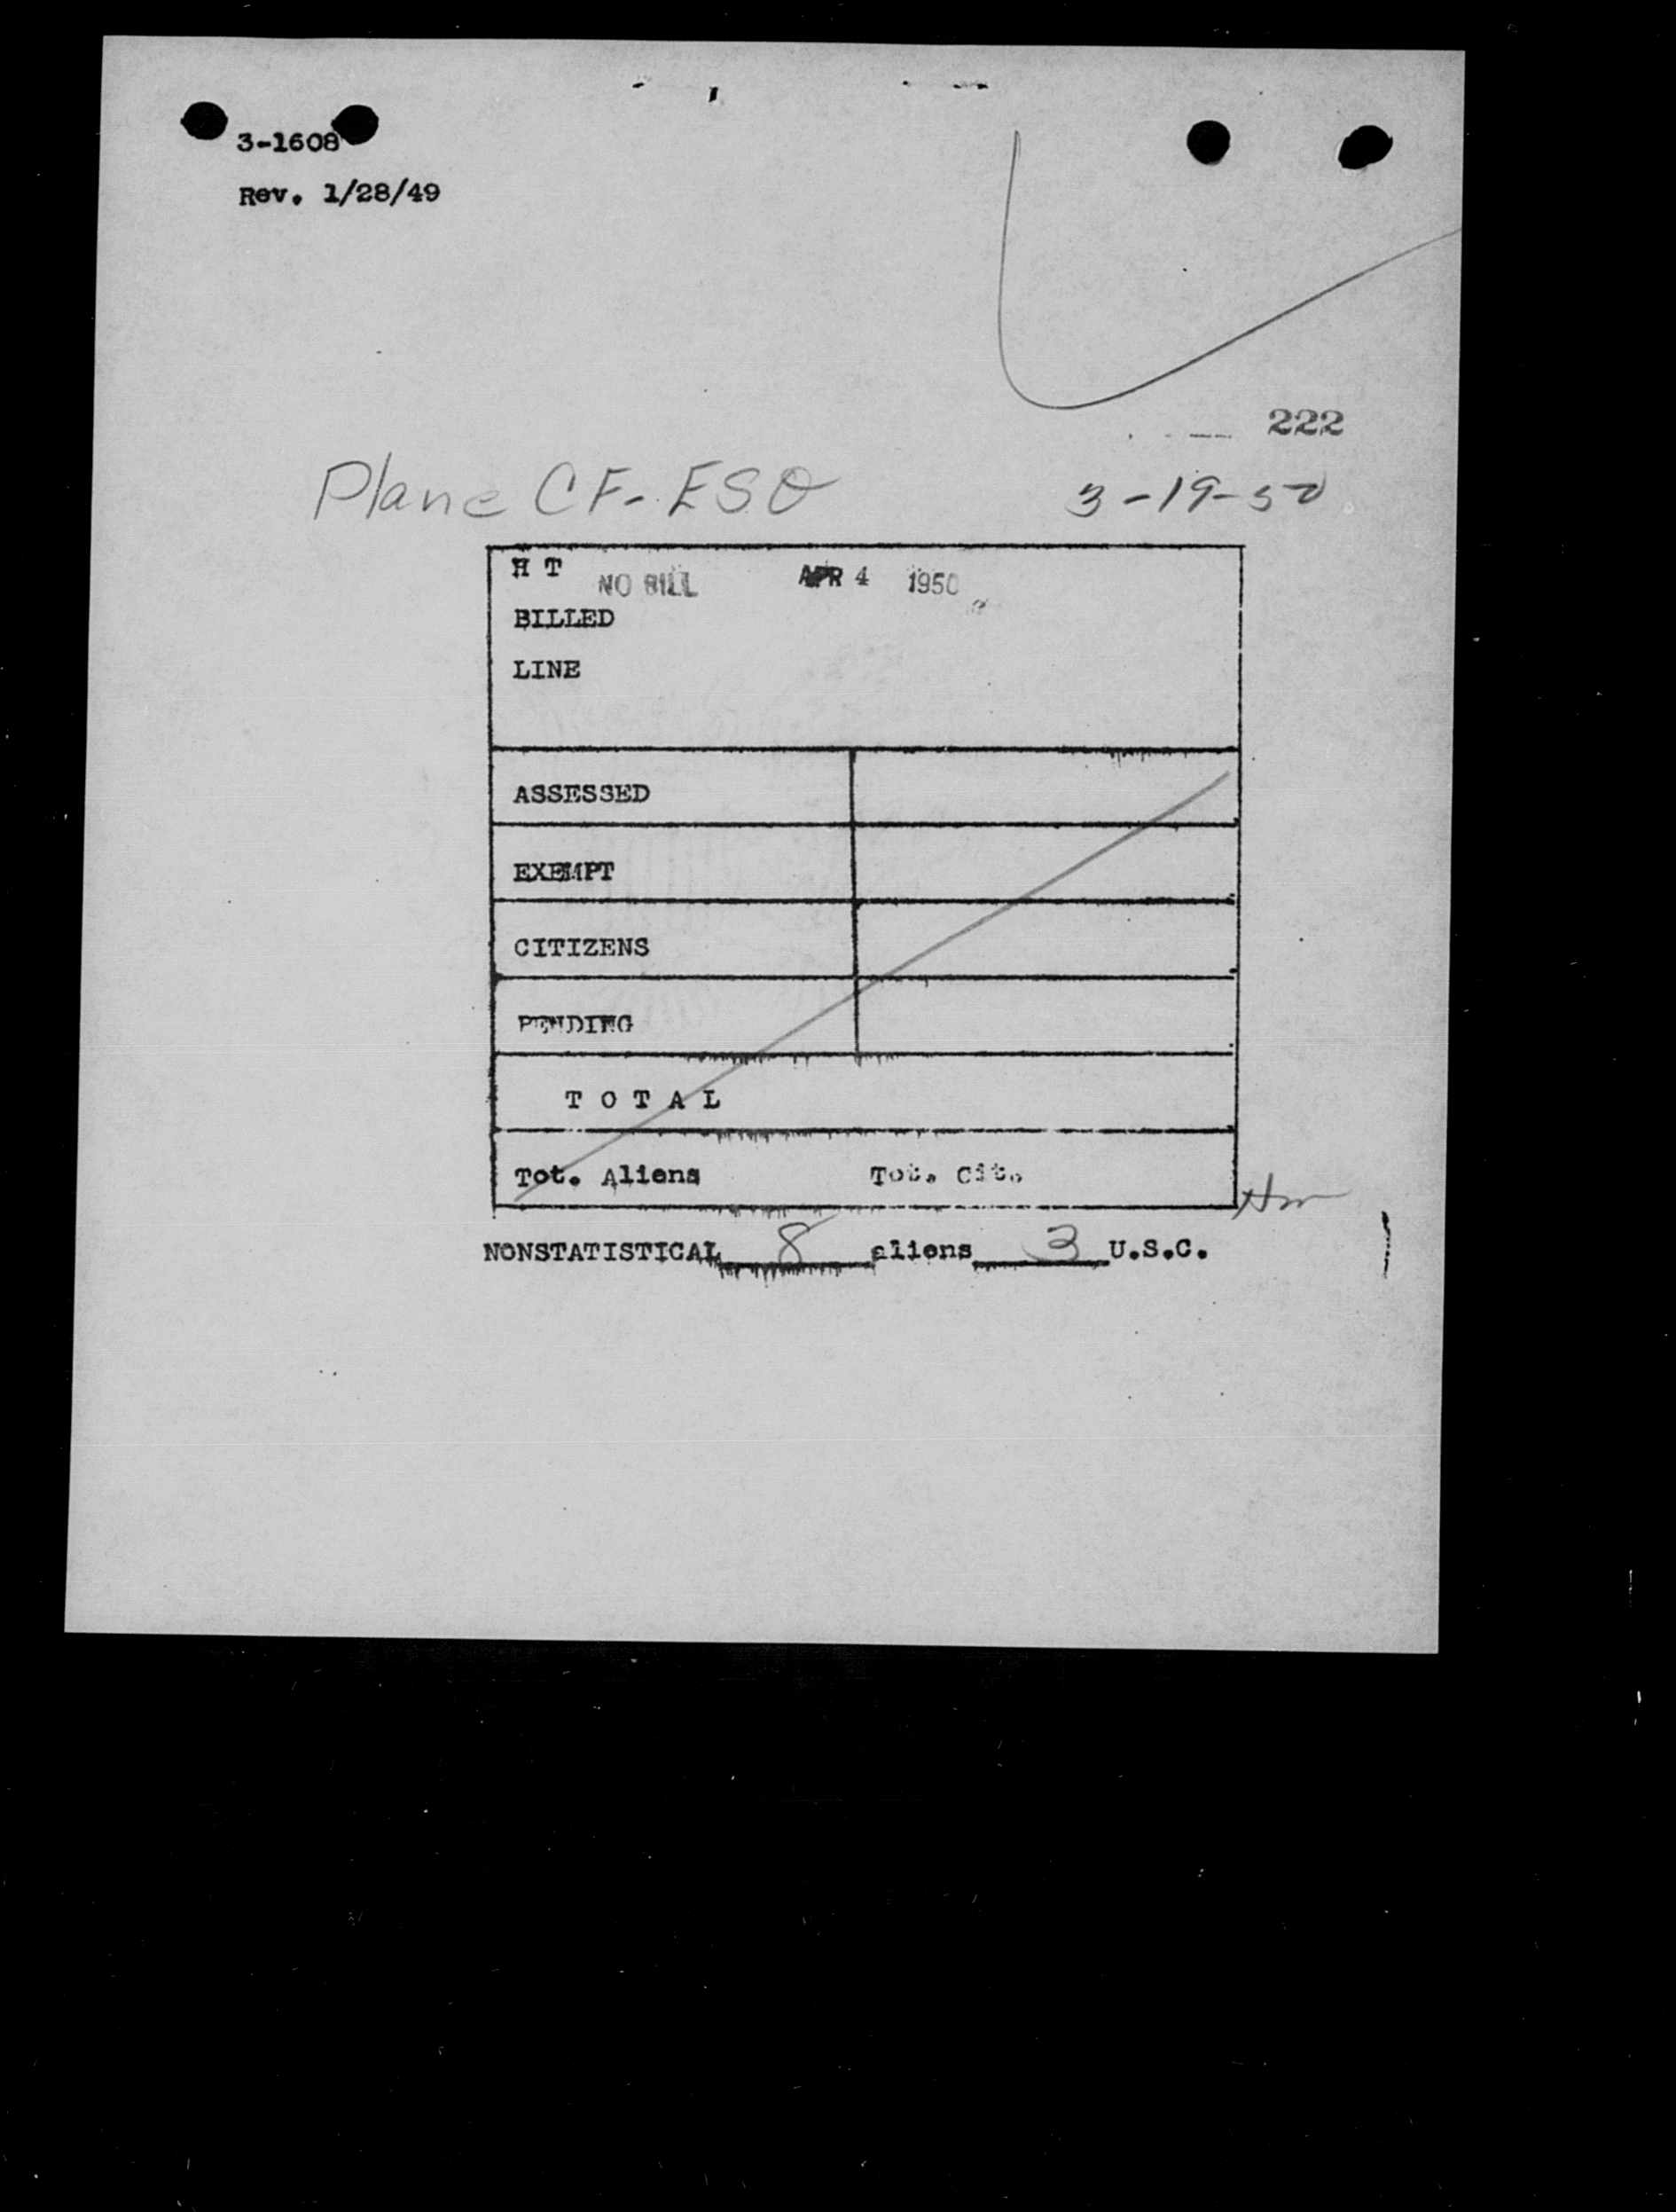 3-1608
Rev. 1/28/49
222
Plane CF-ESO 3-19-50
H T NO BILL APR 4 1950
BILLED
LINE
ASSESSED
EXEMPT
CITIZENS
PENDING
T O T A L
Tot. Aliens Tot. Cit.
NONSTATISTICAL 8 aliens 3 U.S.C.